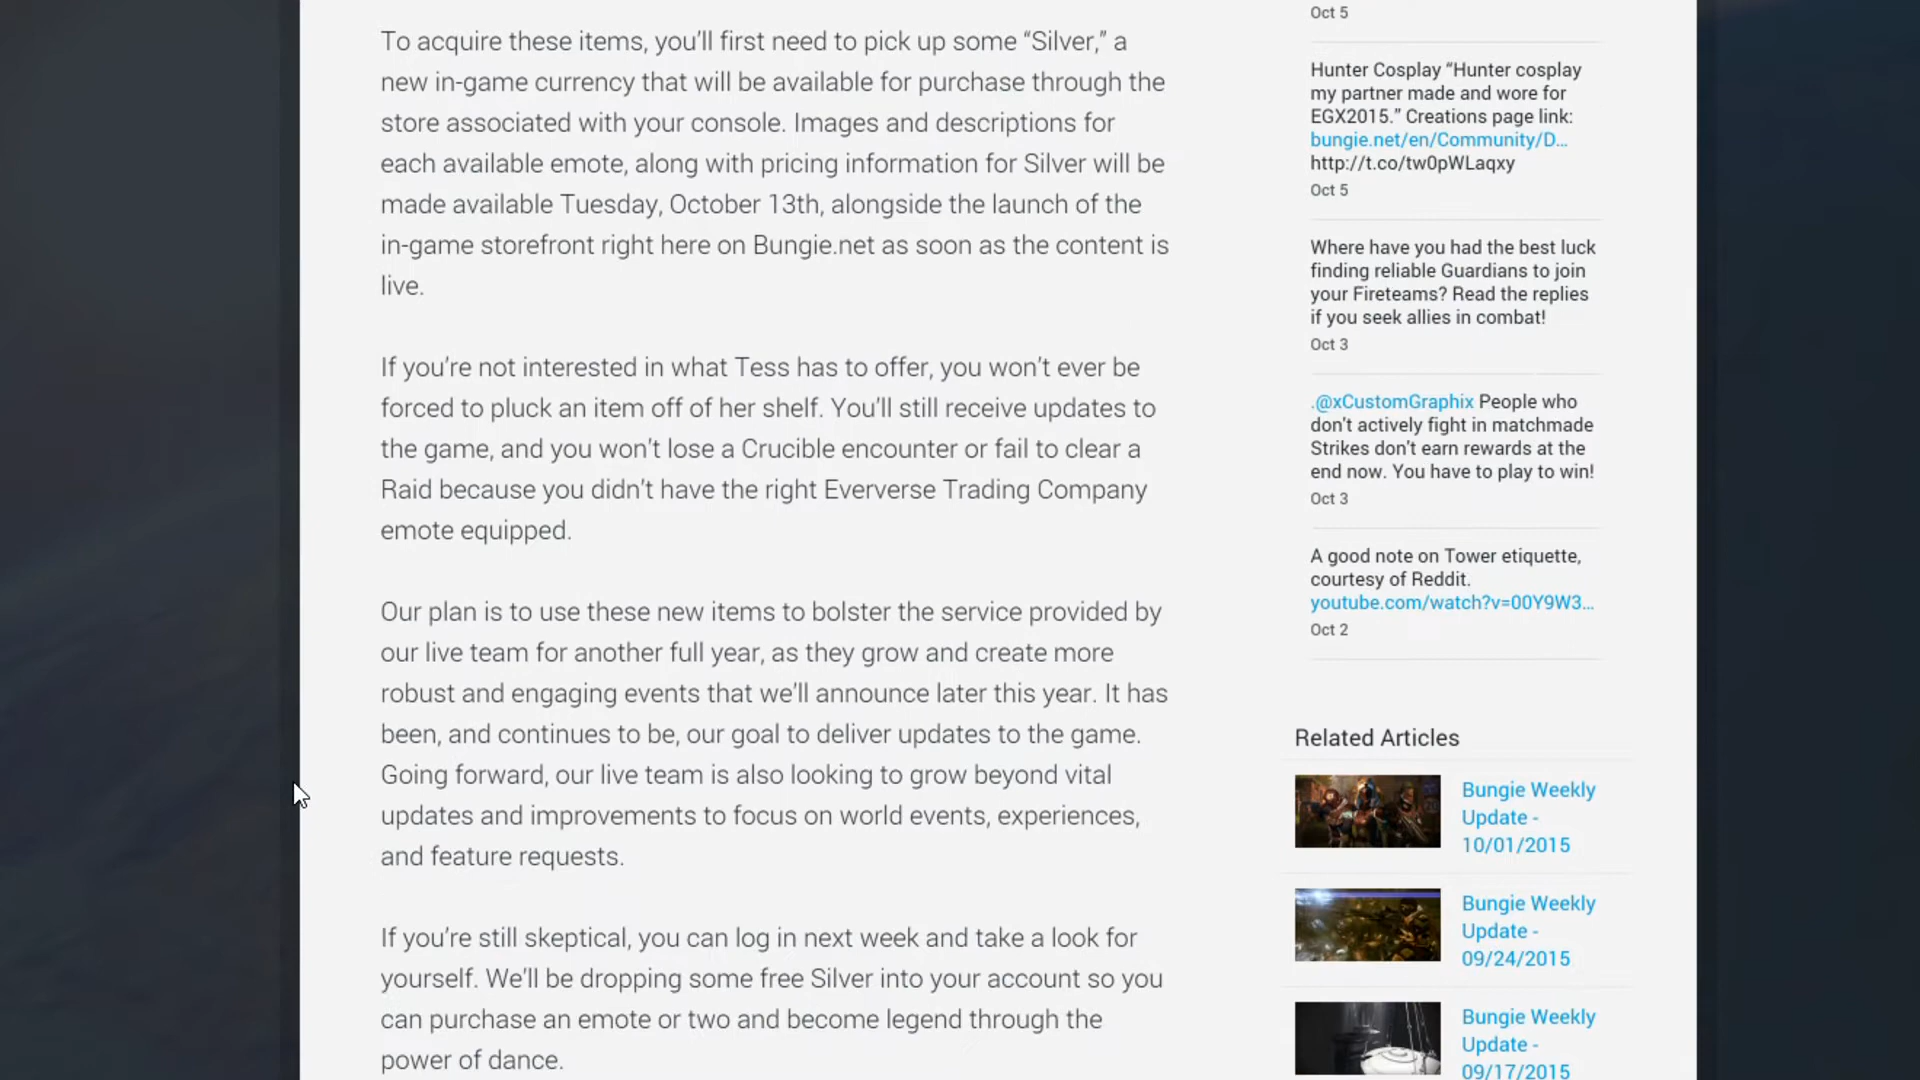 To acquire these items, you’ll first need to pick up some “Silver,” a
new in-game currency that will be available for purchase through the
store associated with your console. Images and descriptions for
each available emote, along with pricing information for Silver will be
made available Tuesday, October 13th, alongside the launch of the
in-game storefront right here on Bungie.net as soon as the content is
live.
If you’re not interested in what Tess has to offer, you won’t ever be
forced to pluck an item off of her shelf. You’ll still receive updates to
the game, and you won’t lose a Crucible encounter or fail to clear a
Raid because you didn’t have the right Eververse Trading Company
emote equipped.
Our plan is to use these new items to bolster the service provided by
our live team for another full year, as they grow and create more
robust and engaging events that we’ll announce later this year. It has
been, and continues to be, our goal to deliver updates to the game.
Going forward, our live team is also looking to grow beyond vital
updates and improvements to focus on world events, experiences,
and feature requests.
If you’re still skeptical, you can log in next week and take a look for
yourself. We’ll be dropping some free Silver into your account so you
can purchase an emote or two and become legend through the
power of dance.
Oct 5
Hunter Cosplay “Hunter cosplay
my partner made and wore for
EGX2015.” Creations page link:
bungie.net/en/Community/D...
http://t.co/tw0pWLaqxy
Oct 5
Where have you had the best luck
finding reliable Guardians to join
your Fireteams? Read the replies
if you seek allies in combat!
Oct 3
.@xCustomGraphix People who
don't actively fight in matchmade
Strikes don't earn rewards at the
end now. You have to play to win!
Oct 3
A good note on Tower etiquette,
courtesy of Reddit.
youtube.com/watch?v=00Y9W3...
Oct 2
Related Articles
Bungie Weekly
Update -
10/01/2015
Bungie Weekly
Update -
09/24/2015
Bungie Weekly
Update -
09/17/2015